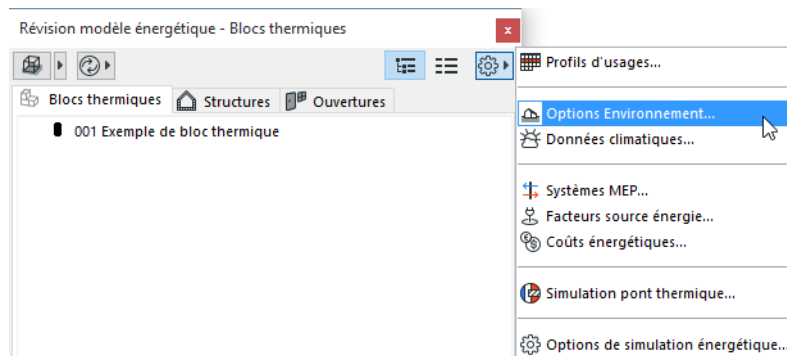 Révision modèle énergétique - Blocs thermiques
x
Blocs thermiques
Structures
Ouvertures
001 Exemple de bloc thermique
Profils d'usages...
Options Environnement...
Données climatiques...
Systèmes MEP...
Facteurs source énergie...
Coûts énergétiques...
Simulation pont thermique...
Options de simulation énergétique...